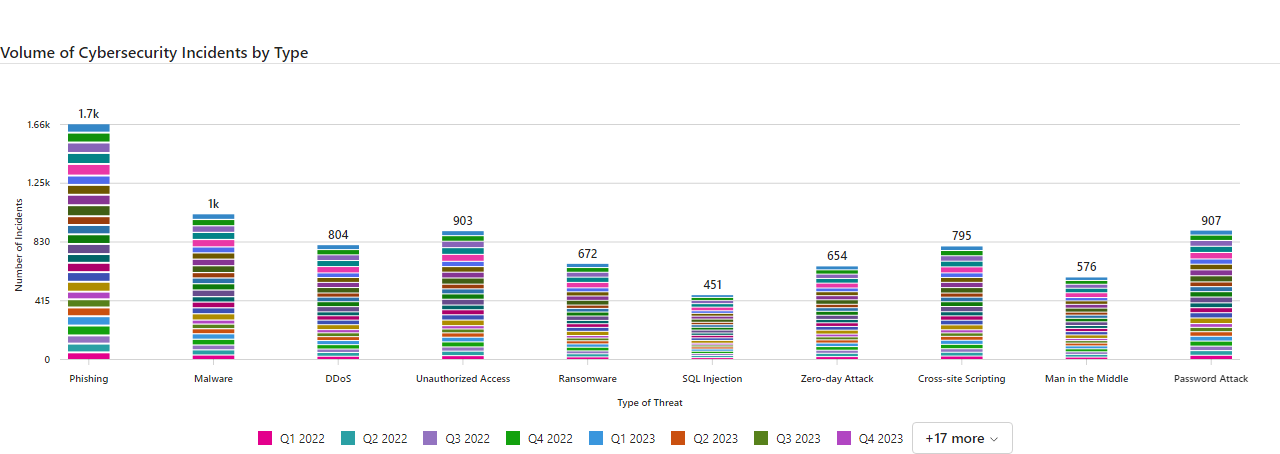 Volume of Cybersecurity Incidents by Type
1.7k
1.66k
1k
1.25k
804
903
672
451
654
795
576
907
830
415
0
Number of Incidents
Phishing Malware DDoS Unauthorized Access Ransomware SQL Injection Zero-day Attack Cross-site Scripting Man in the Middle Password Attack
Type of Threat
Q1 2022 Q2 2022 Q3 2022 Q4 2022 Q1 2023 Q2 2023 Q3 2023 Q4 2023 +17 more